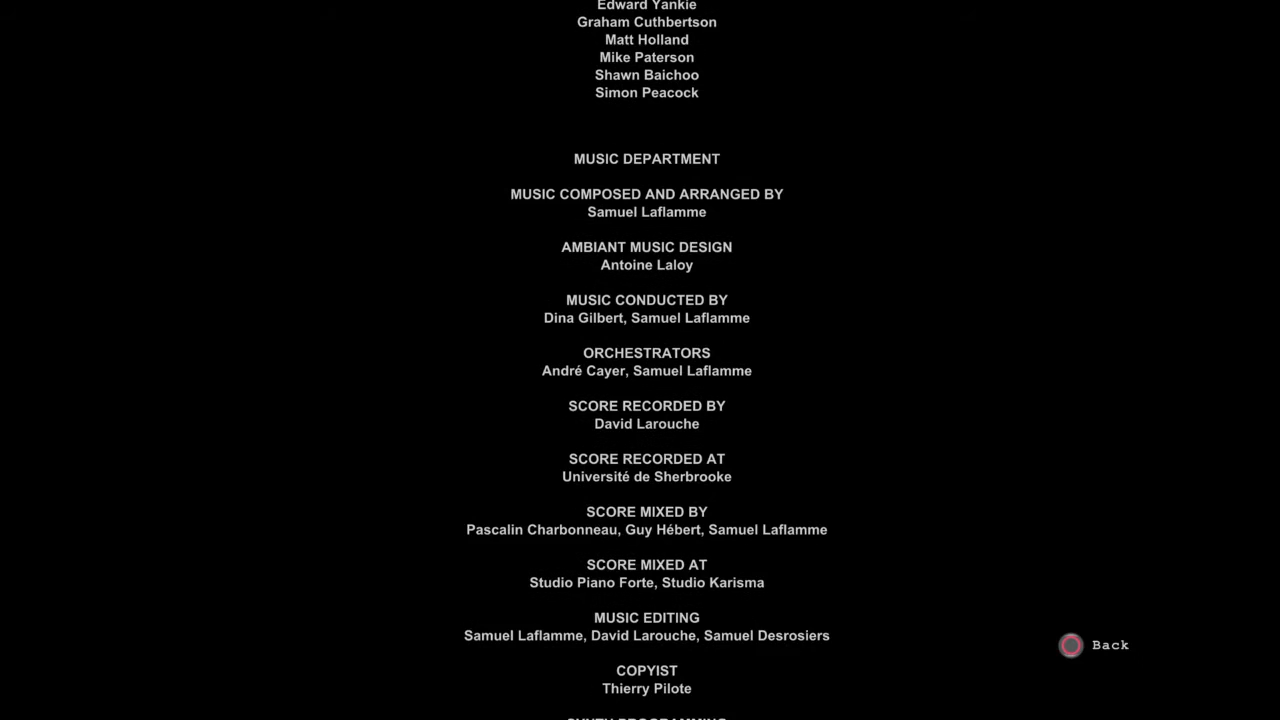 Edward Yankie
Graham Cuthbertson
Matt Holland
Mike Paterson
Shawn Baichoo
Simon Peacock
MUSIC DEPARTMENT
MUSIC COMPOSED AND ARRANGED BY
Samuel Laflamme
AMBIANT MUSIC DESIGN
Antoine Laloy
MUSIC CONDUCTED BY
Dina Gilbert, Samuel Laflamme
ORCHESTRATORS
André Cayer, Samuel Laflamme
SCORE RECORDED BY
David Larouche
SCORE RECORDED AT
Université de Sherbrooke
SCORE MIXED BY
Pascalin Charbonneau, Guy Hébert, Samuel Laflamme
SCORE MIXED AT
Studio Piano Forte, Studio Karisma
MUSIC EDITING
Samuel Laflamme, David Larouche, Samuel Desrosiers
Back
COPYIST
Thierry Pilote
SYNTH PROGRAMMING